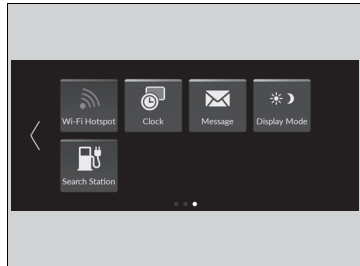 Wi-Fi Hotspot
Clock
Message
Display Mode
Search Station